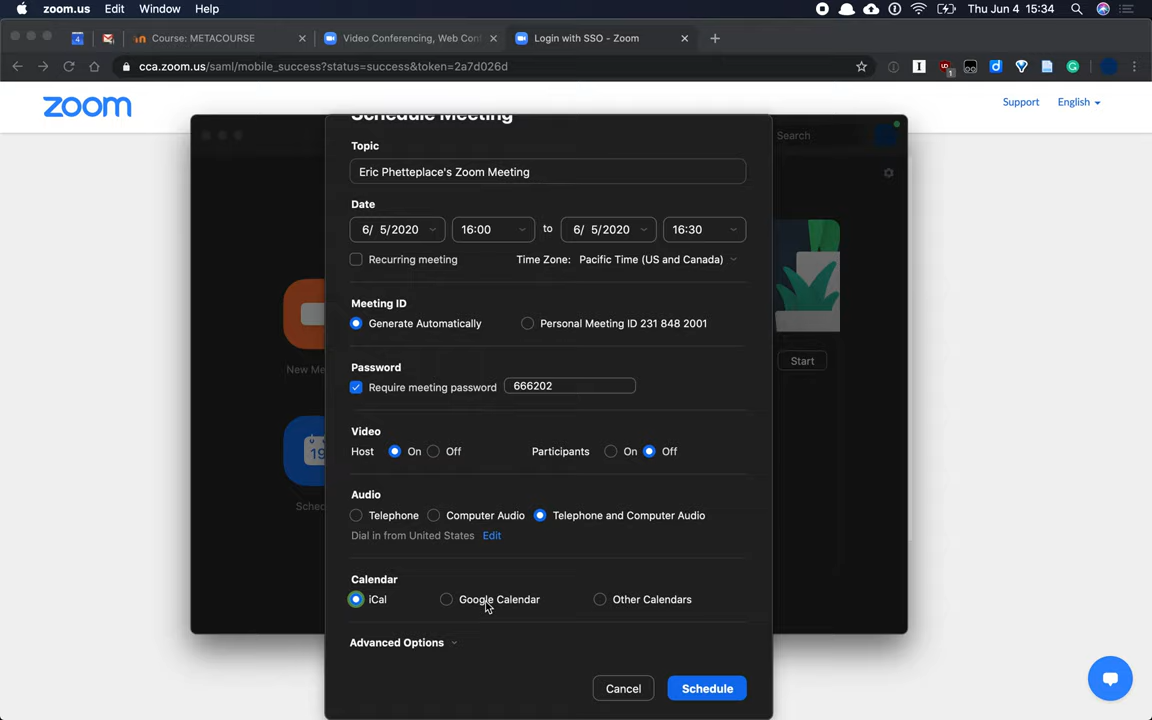 zoom.us Edit Window Help Thu Jun 4 15:34
4 Course: METACOURSE Video Conferencing, Web Con Login with SSO - Zoom
cca.zoom.us/saml/mobile_success?status=success&token=2a7d026d
zoom Support English
Schedule Meeting
Search
Topic
Eric Phetteplace's Zoom Meeting
Date
6/ 5/2020 16:00 to 6/ 5/2020 16:30
Recurring meeting Time Zone: Pacific Time (US and Canada)
Meeting ID
Generate Automatically Personal Meeting ID 231 848 2001
Start
New Me
Password
Require meeting password 666202
Video
Host On Off Participants On Off
19
Audio
Sched
Telephone Computer Audio Telephone and Computer Audio
Dial in from United States Edit
Calendar
iCal Google Calendar Other Calendars
Advanced Options
Cancel Schedule